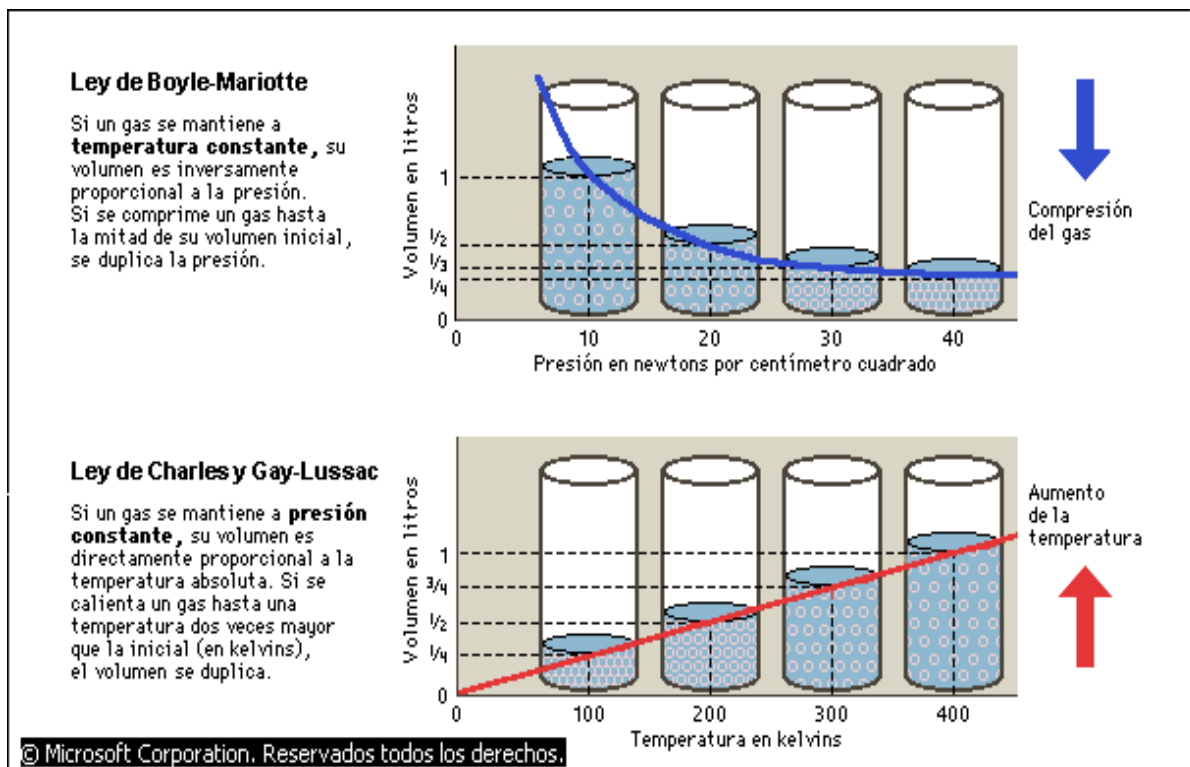 Ley de Boyle-Mariotte
Si un gas se mantiene a
temperatura constante, su
volumen es inversamente
proporcional a la presión.
Si se comprime un gas hasta
la mitad de su volumen inicial,
se duplica la presión.
Volumen en litros
1
1/2
1/3
1/4
0
0 10 20 30 40
Presión en newtons por centímetro cuadrado
Compresión
del gas
Ley de Charles y Gay-Lussac
Si un gas se mantiene a presión
constante, su volumen es
directamente proporcional a la
temperatura absoluta. Si se
calienta un gas hasta una
temperatura dos veces mayor
que la inicial (en kelvins),
el volumen se duplica.
Volumen en litros
1
3/4
1/2
1/4
0
0 100 200 300 400
Temperatura en kelvins
Aumento
de la
temperatura
© Microsoft Corporation. Reservados todos los derechos.